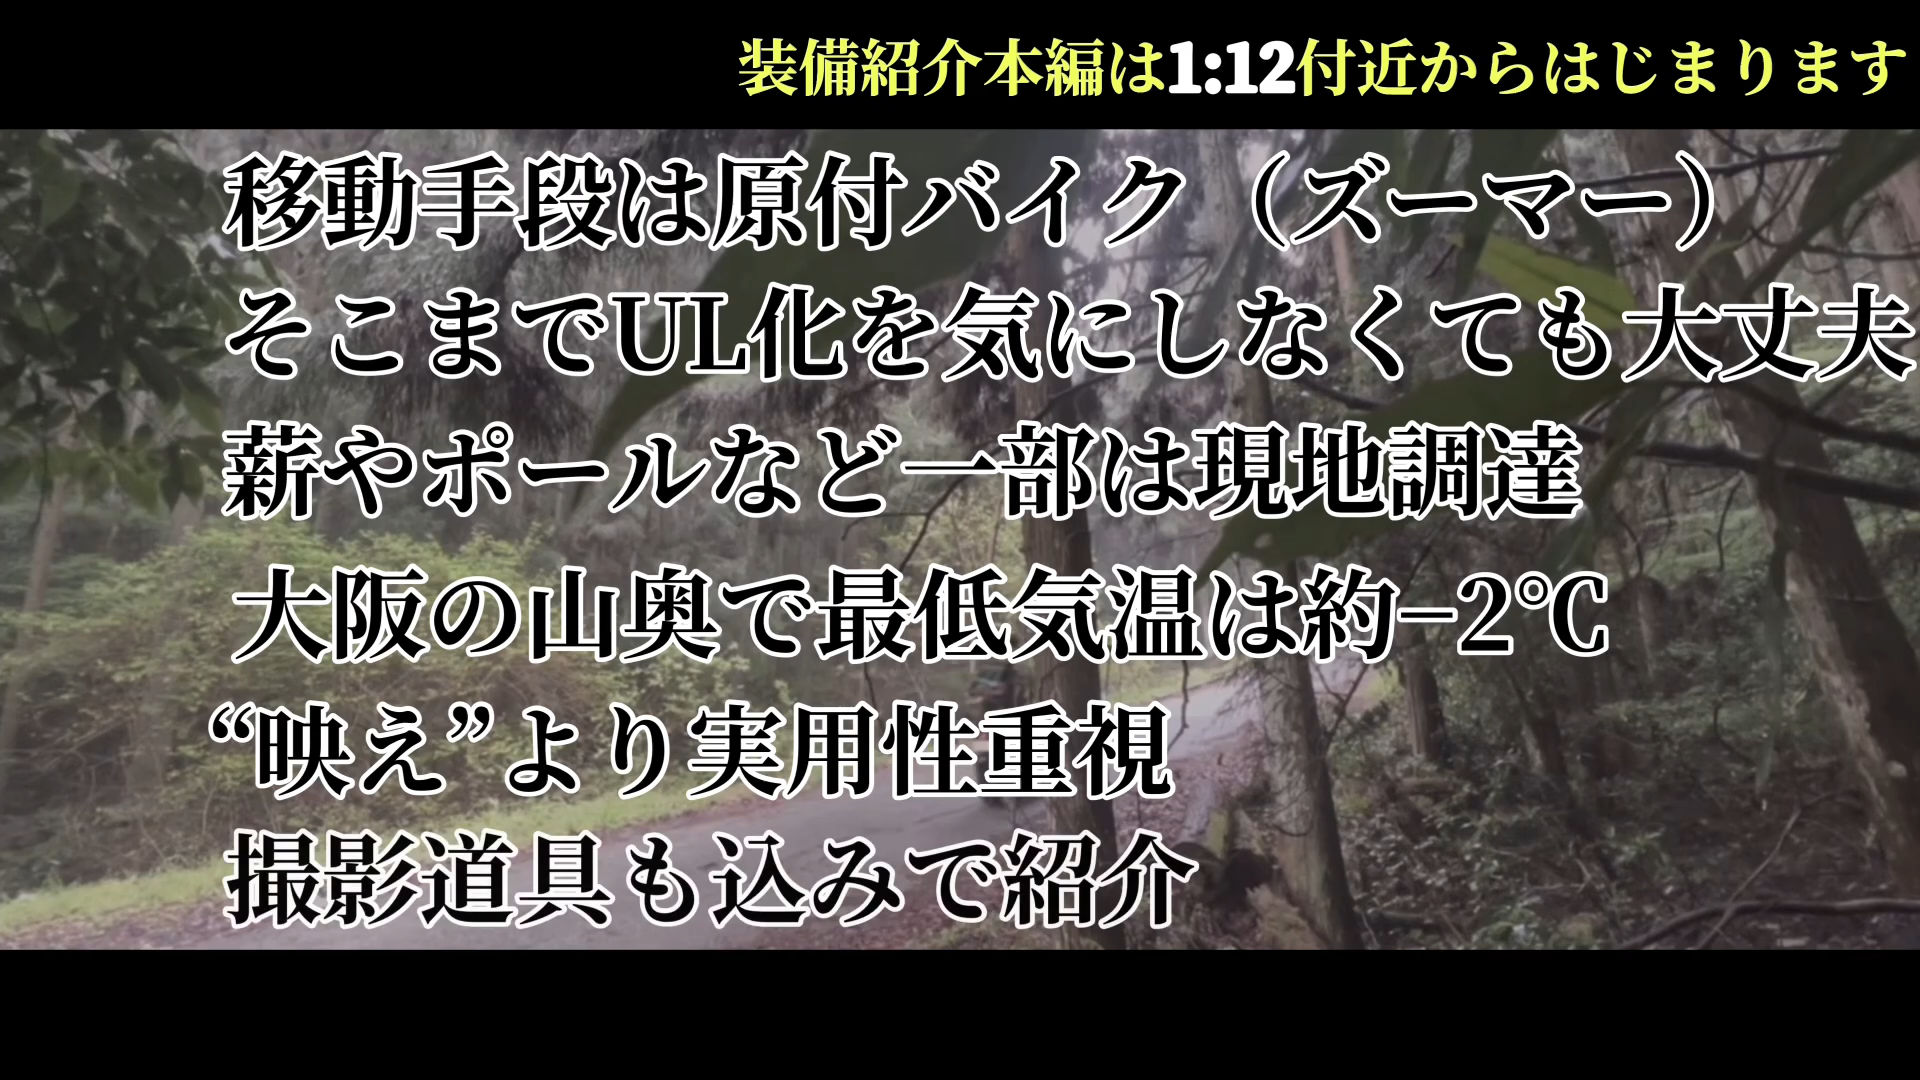 装備紹介本編は1:12付近からはじまります
移動手段は原付バイク（ズーマー）
そこまでUL化を気にしなくても大丈夫
薪やポールなど一部は現地調達
大阪の山奥で最低気温は約−2℃
“映え”より実用性重視
撮影道具も込みで紹介